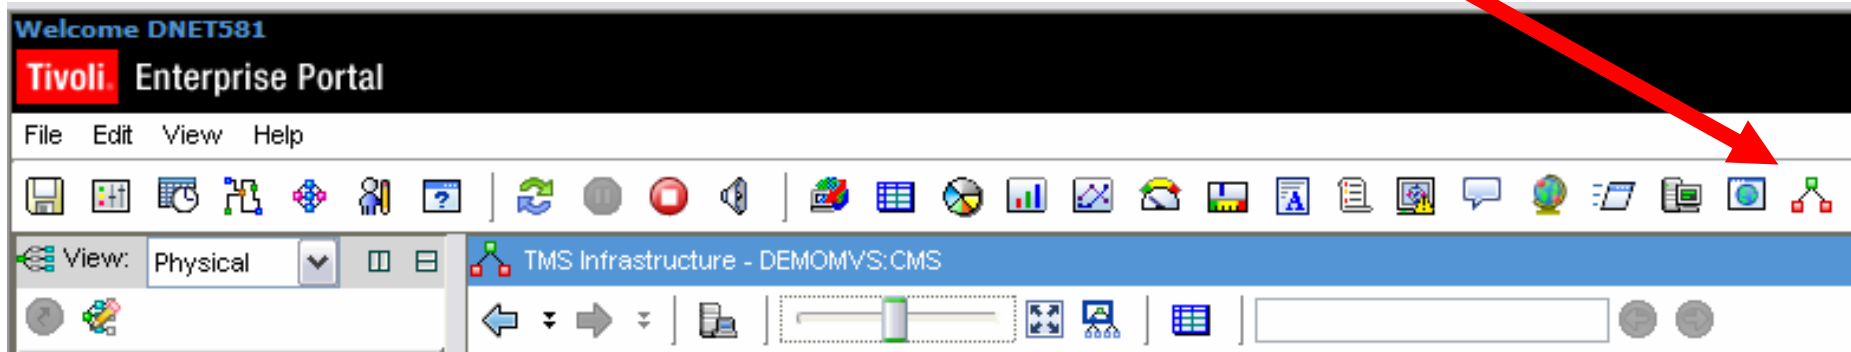 Welcome DNET581
Tivoli. Enterprise Portal
File Edit View Help
View: Physical
TMS Infrastructure - DEMOMVS:CMS